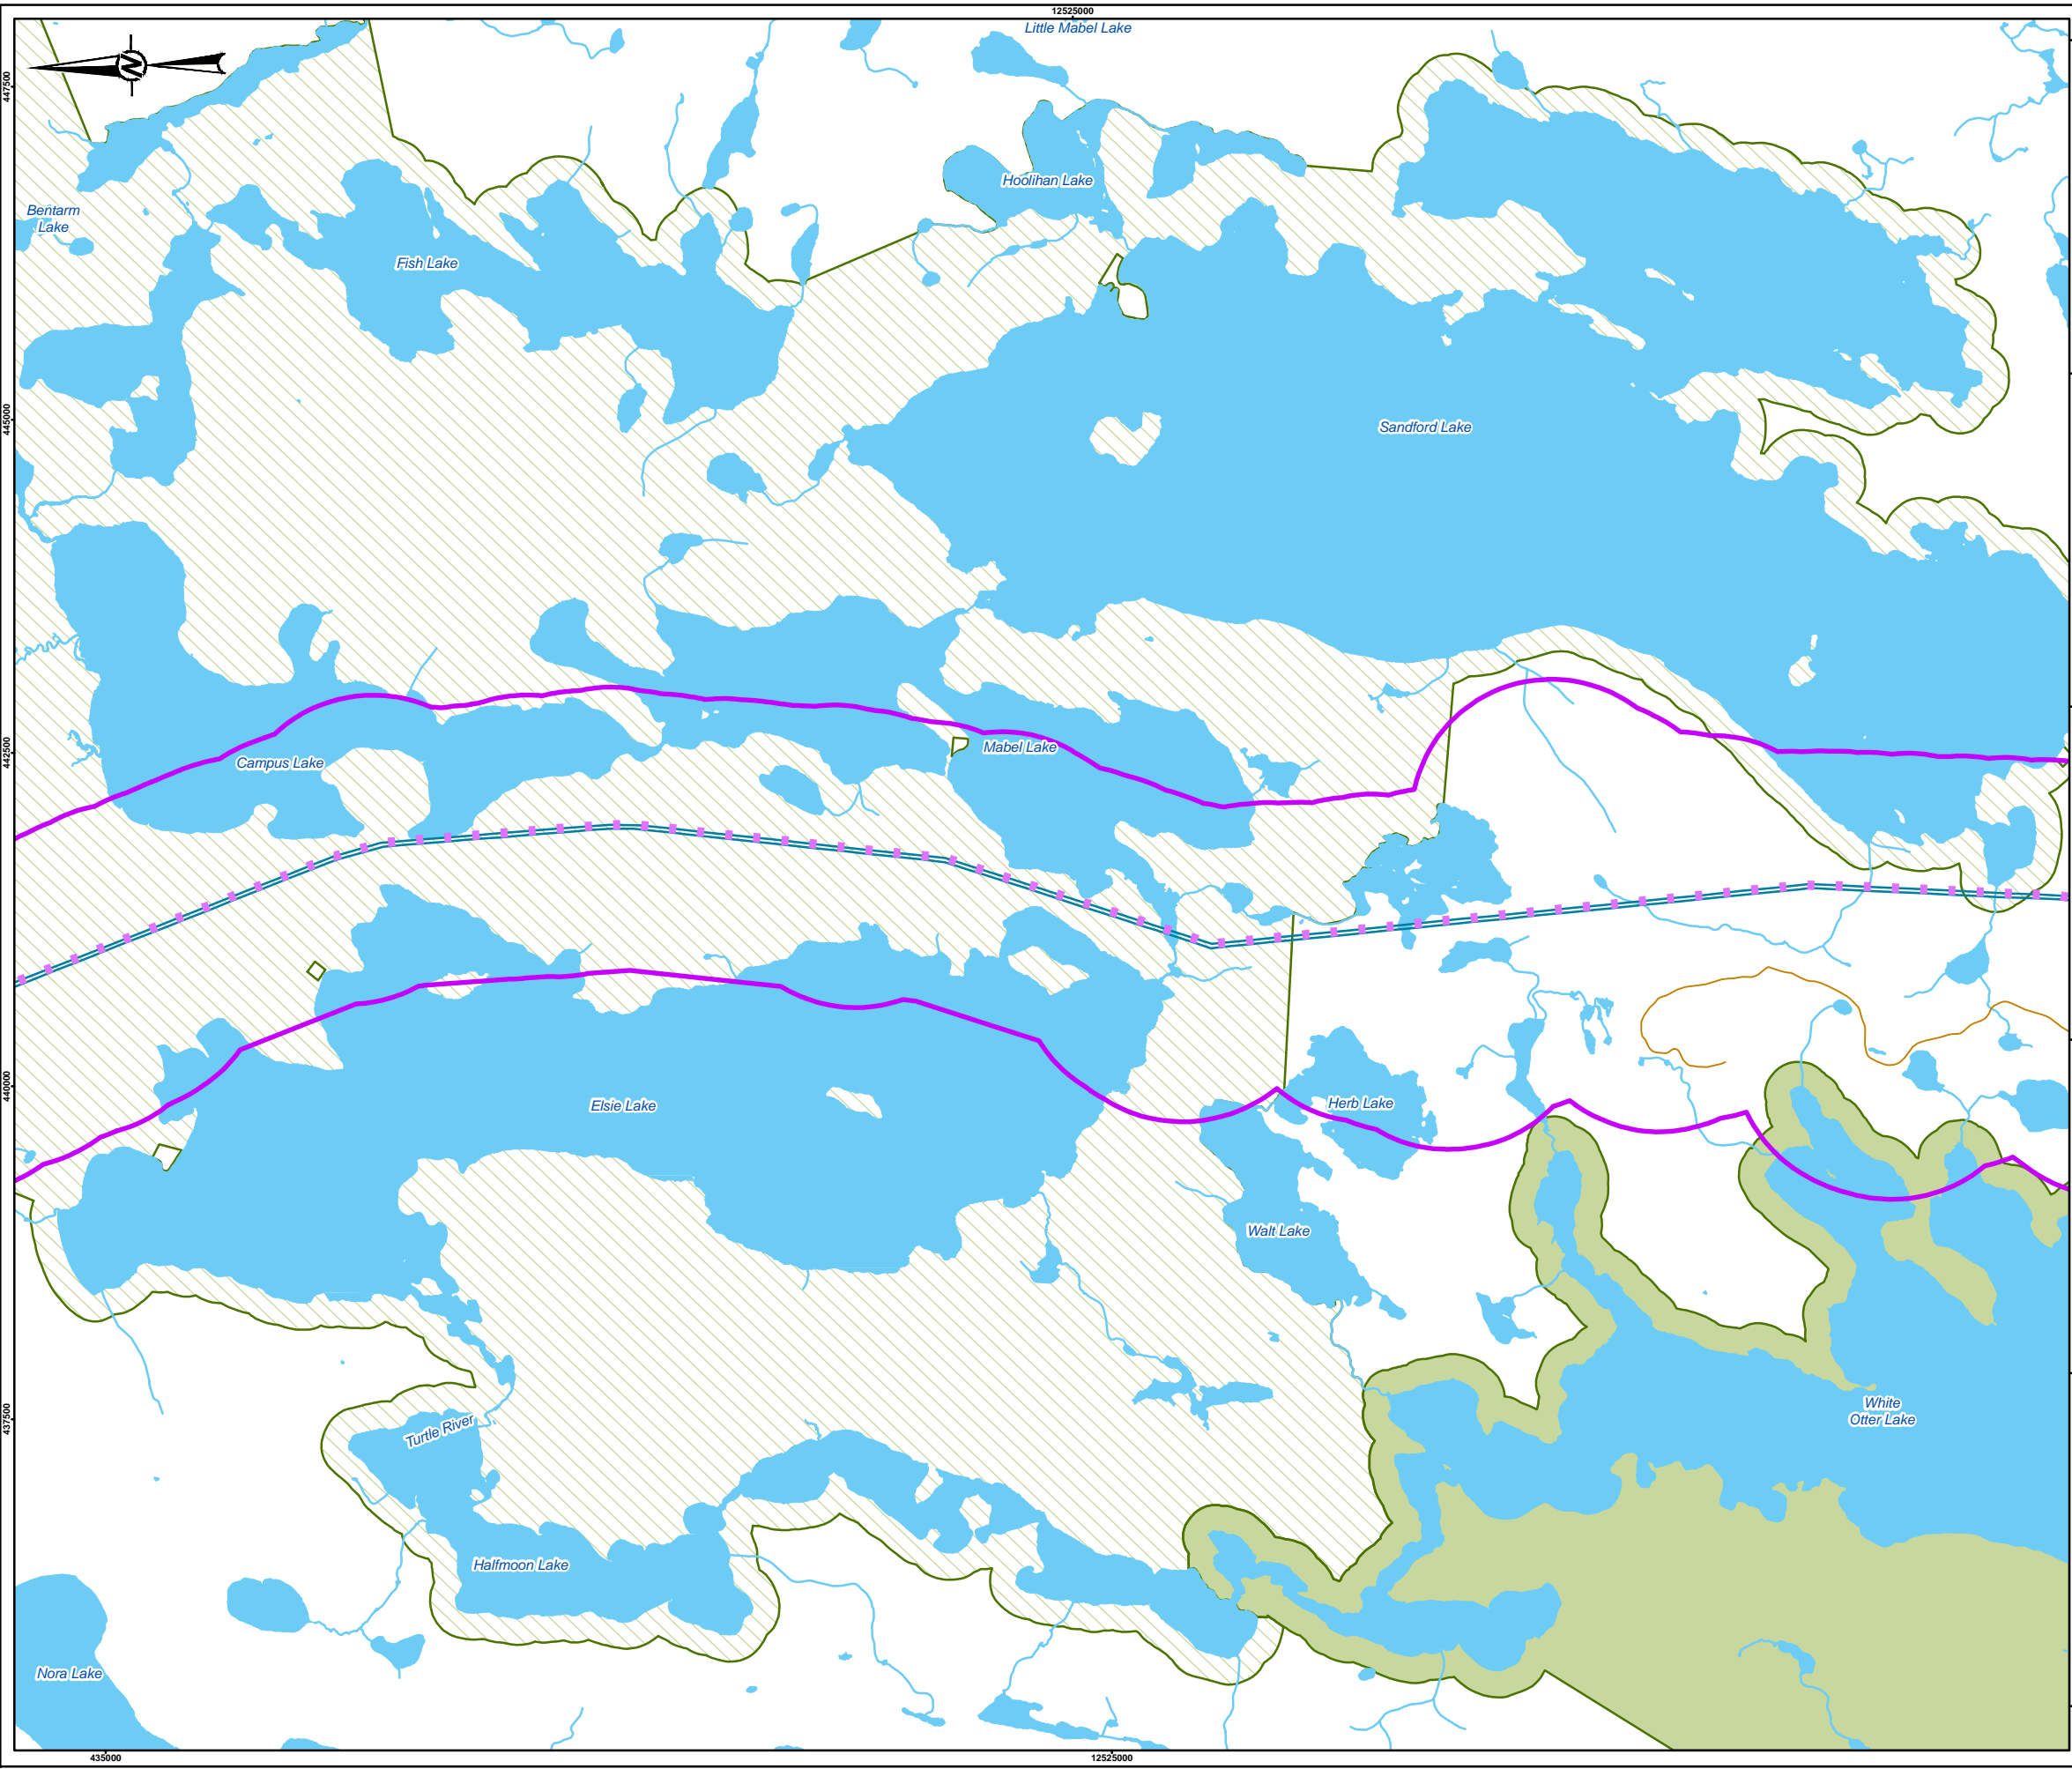 12525000
Little Mabel Lake
N
447500
Hoolihan Lake
Bentarm
Lake
Fish Lake
445000
Sandford Lake
442500
Mabel Lake
Campus Lake
440000
Elsie Lake
Herb Lake
Walt Lake
437500
White
Otter Lake
Turtle River
Halfmoon Lake
Nora Lake
435000
12525000